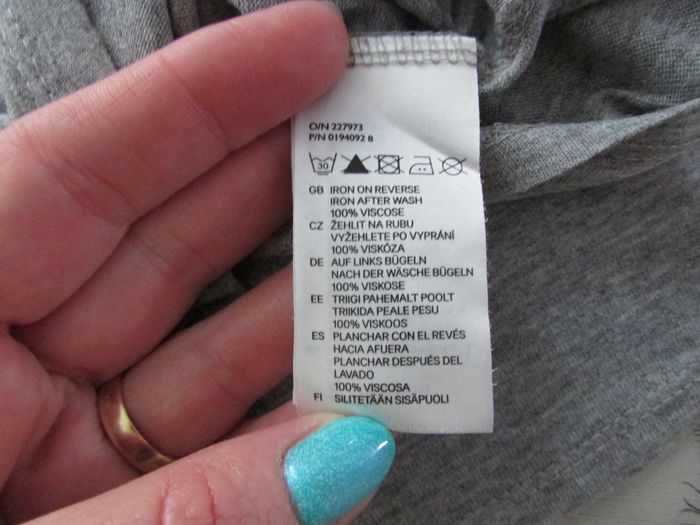 O/N 227973
P/N 0194092 8
30
GB IRON ON REVERSE
IRON AFTER WASH
100% VISCOSE
CZ ŽEHLIT NA RUBU
VYŽEHLETE PO VYPRÁNÍ
100% VISKÓZA
DE AUF LINKS BÜGELN
NACH DER WÄSCHE BÜGELN
100% VISKOSE
EE TRIIGI PAHEMALT POOLT
TRIIKIDA PEALE PESU
100% VISKOOS
ES PLANCHAR CON EL REVÉS
HACIA AFUERA
PLANCHAR DESPUÉS DEL
LAVADO
100% VISCOSA
FI SILITETÄÄN SISÄPUOLI